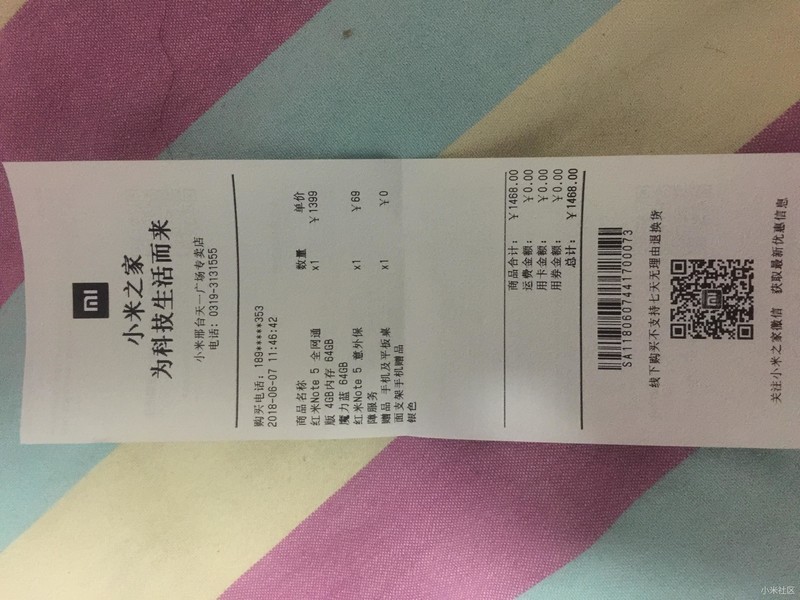 mi
小米之家
为科技生活而来
小米邢台天一广场专卖店
电话: 0319-3131555
购买电话: 189*****353
2018-06-07 11:46:42
商品名称 数量 单价
红米Note 5 全网通 x1 ￥1399
版 4GB内存 64GB
魔力蓝 64GB
红米Note 5 意外保 x1 ￥69
障服务
赠品 手机及平板桌 x1 ￥0
面支架手机赠品
银色
商品合计: ￥1468.00
运费金额: ￥0.00
用卡金额: ￥0.00
用券金额: ￥0.00
总计: ￥1468.00
SA1180607441700073
线下购买不支持七天无理由退换货
关注小米之家微信 获取最新优惠信息
小米社区